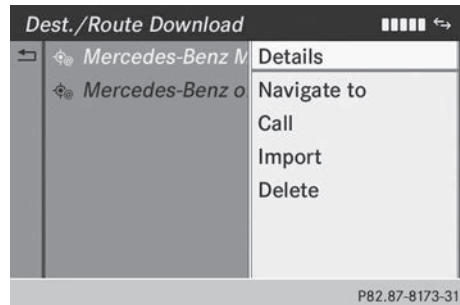 Dest./Route Download
Mercedes-Benz M
Details
Mercedes-Benz o
Navigate to
Call
Import
Delete
P82.87-8173-31